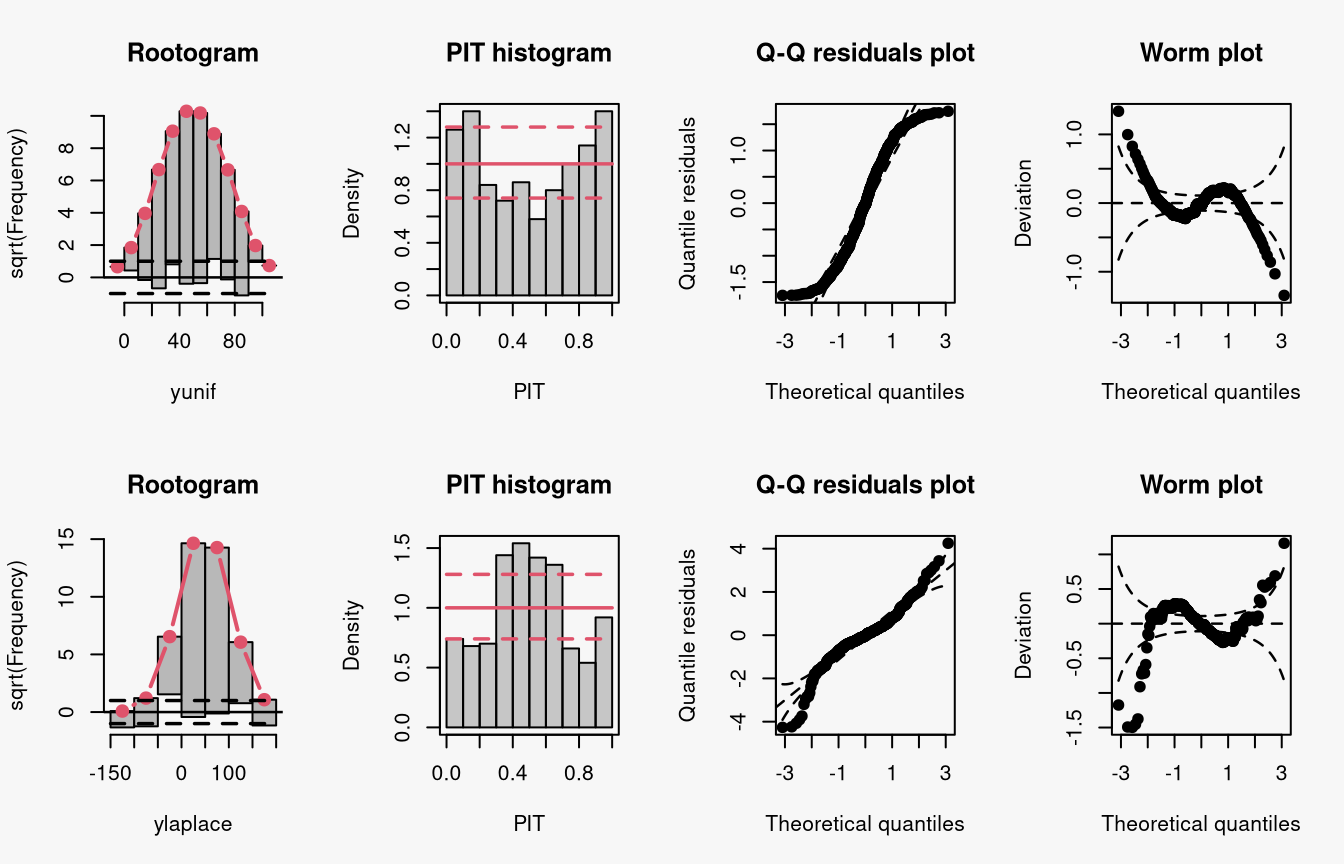 Rootogram
sqrt(Frequency)
0 2 4 6 8
0 40 80
yunif
PIT histogram
Density
0.0 0.4 0.8 1.2
0.0 0.4 0.8
PIT
Q-Q residuals plot
Quantile residuals
-1.5 0.0 1.0
-3 -1 1 3
Theoretical quantiles
Worm plot
Deviation
-1.0 0.0 1.0
-3 -1 1 3
Theoretical quantiles
Rootogram
sqrt(Frequency)
0 5 10 15
-150 0 100
ylaplace
PIT histogram
Density
0.0 0.5 1.0 1.5
0.0 0.4 0.8
PIT
Q-Q residuals plot
Quantile residuals
-4 -2 0 2 4
-3 -1 1 3
Theoretical quantiles
Worm plot
Deviation
-1.5 -0.5 0.5
-3 -1 1 3
Theoretical quantiles